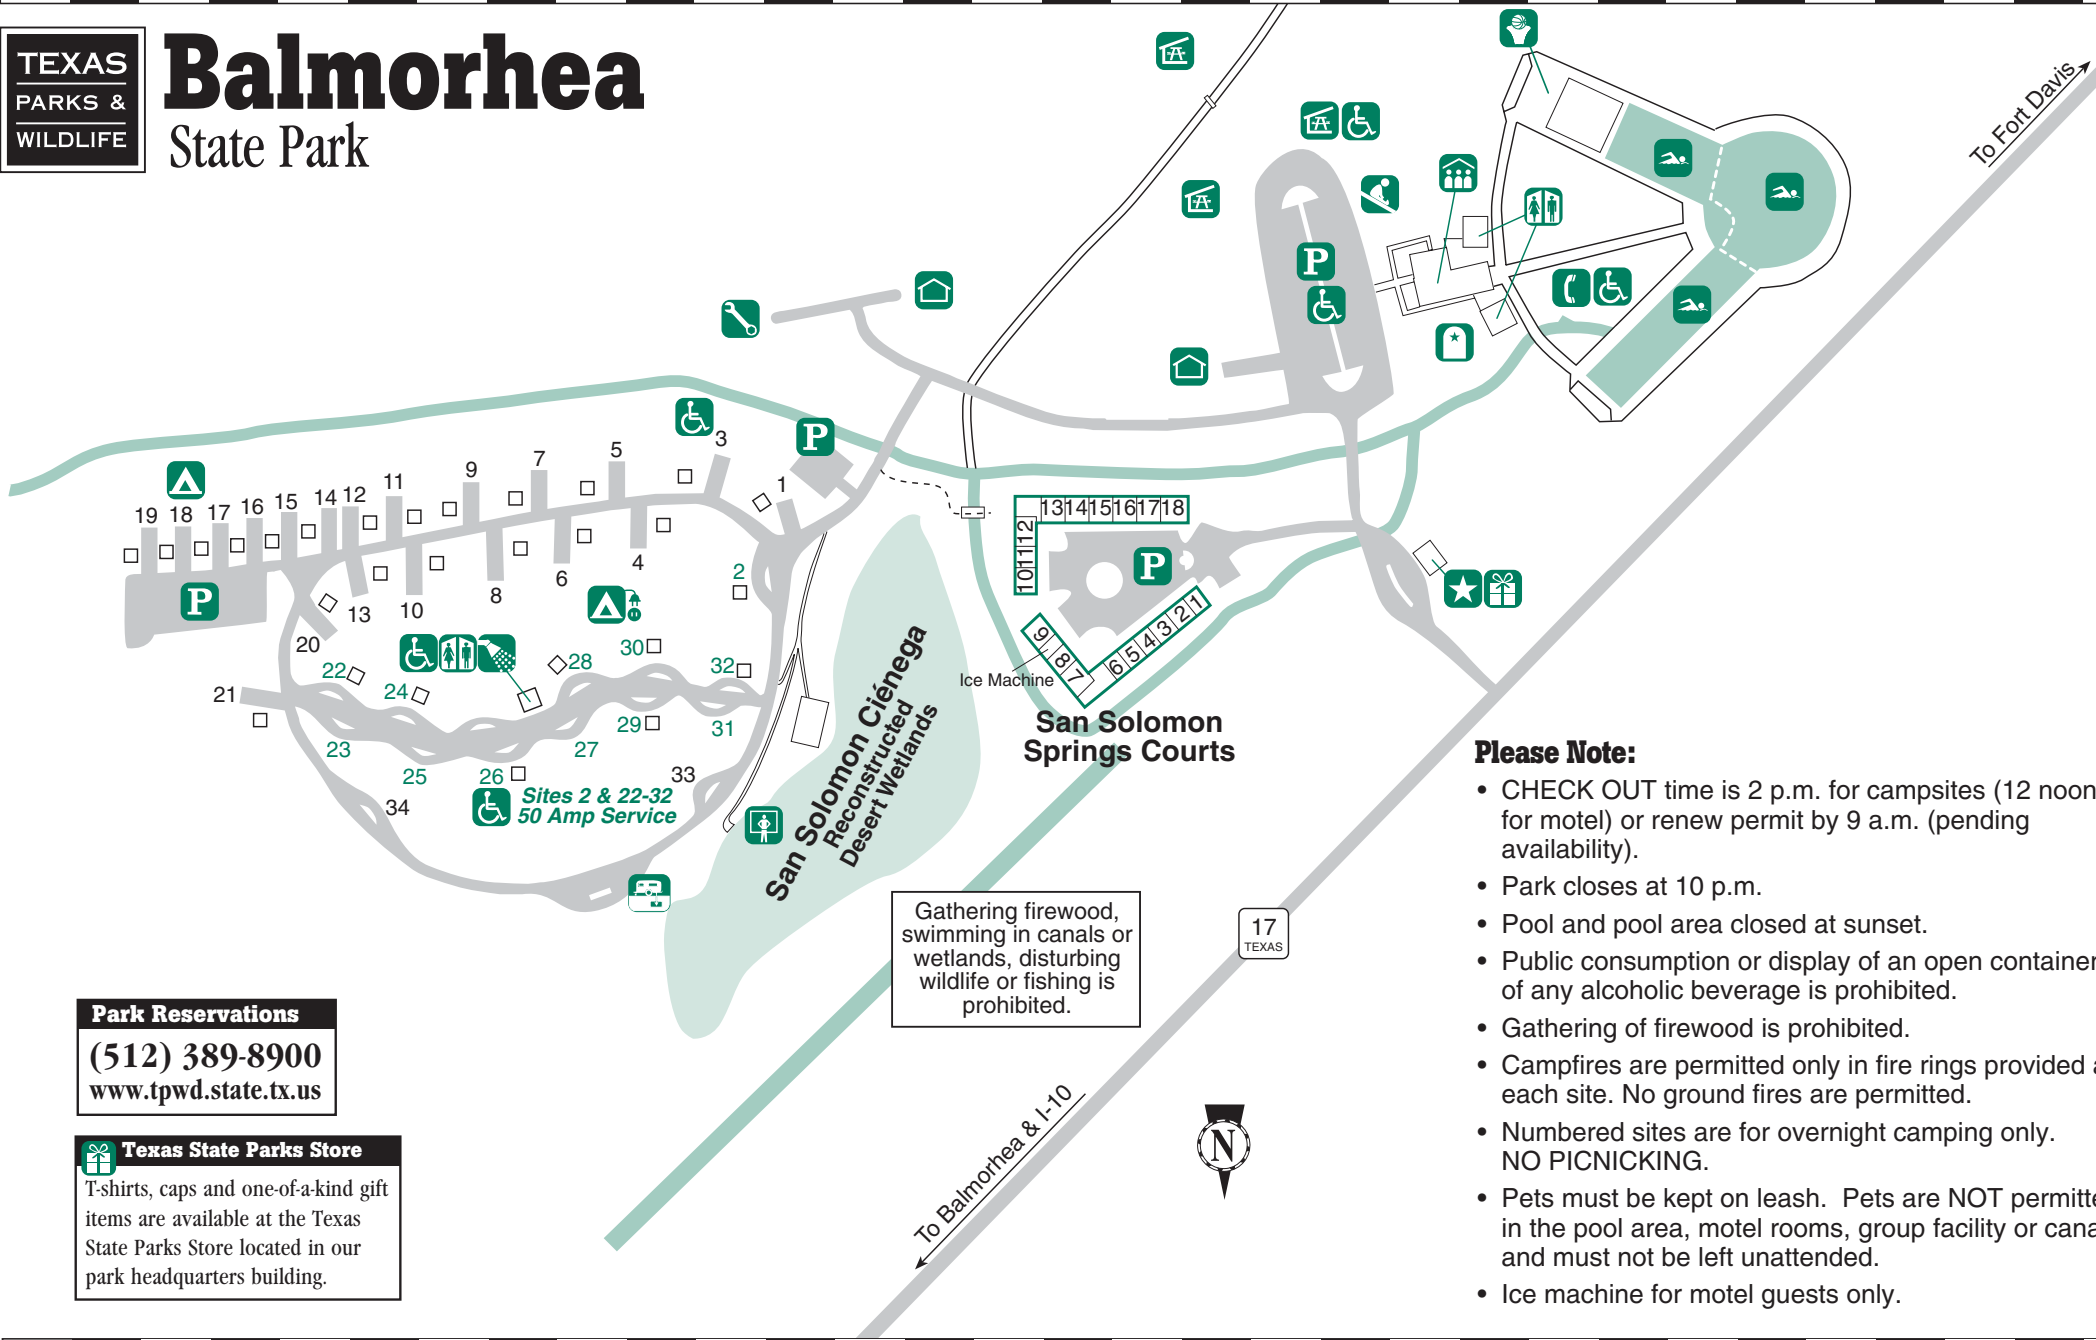 TEXAS
PARKS &
WILDLIFE
Balmorhea
State Park
To Fort Davis
P
P
P
P
3
5
7
9
11
1
12
14
15
16
17
18
19
13
14
15
16
17
18
12
11
10
2
4
6
8
10
13
20
9
8
7
6
5
4
3
2
1
Ice Machine
San Solomon
Springs Courts
30
28
32
22
24
21
29
31
23
27
25
26
33
34
Sites 2 & 22-32
50 Amp Service
San Solomon Ciénega
Reconstructed
Desert Wetlands
Gathering firewood,
swimming in canals or
wetlands, disturbing
wildlife or fishing is
prohibited.
17
TEXAS
To Balmorhea & I-10
N
Park Reservations
(512) 389-8900
www.tpwd.state.tx.us
Texas State Parks Store
T-shirts, caps and one-of-a-kind gift
items are available at the Texas
State Parks Store located in our
park headquarters building.
Please Note:
• CHECK OUT time is 2 p.m. for campsites (12 noon
for motel) or renew permit by 9 a.m. (pending
availability).
• Park closes at 10 p.m.
• Pool and pool area closed at sunset.
• Public consumption or display of an open container
of any alcoholic beverage is prohibited.
• Gathering of firewood is prohibited.
• Campfires are permitted only in fire rings provided
each site. No ground fires are permitted.
• Numbered sites are for overnight camping only.
NO PICNICKING.
• Pets must be kept on leash. Pets are NOT permitte
in the pool area, motel rooms, group facility or cana
and must not be left unattended.
• Ice machine for motel guests only.